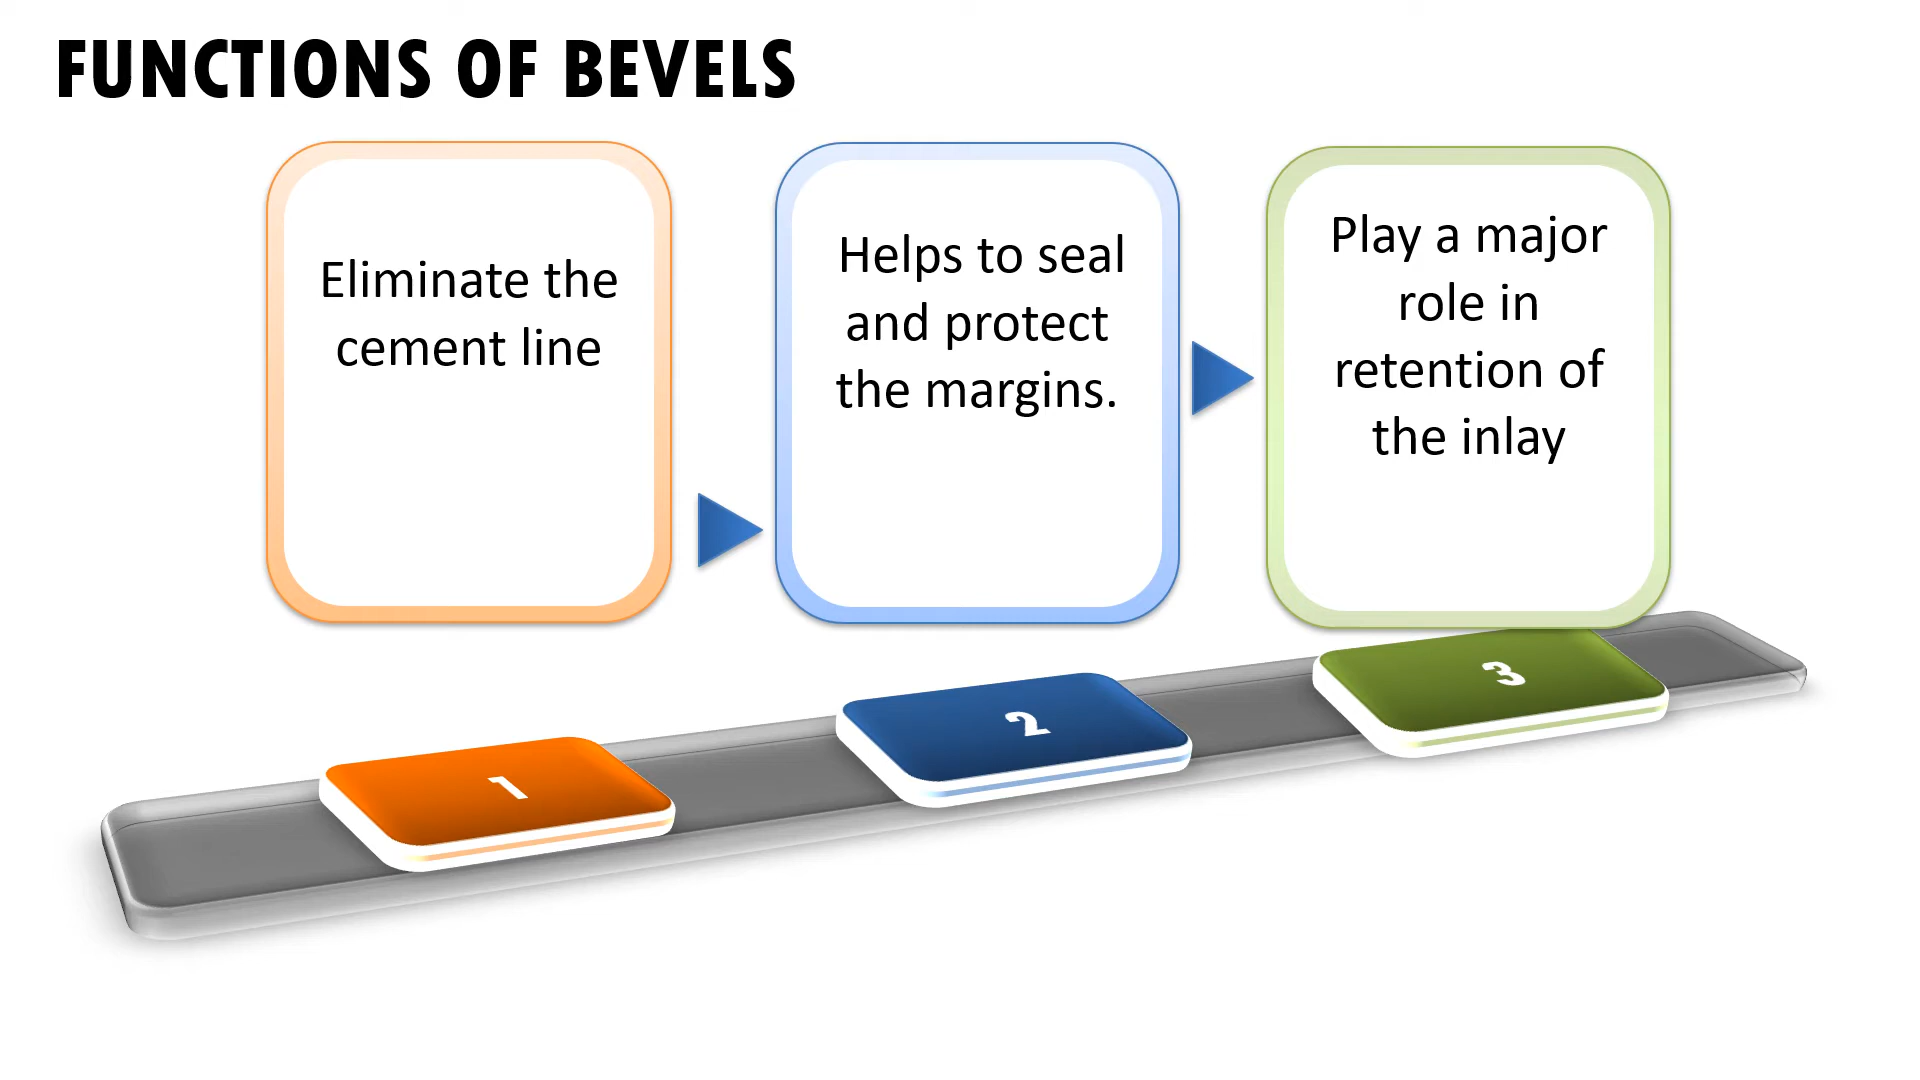 FUNCTIONS OF BEVELS
Eliminate the
cement line
Helps to seal
and protect
the margins.
Play a major
role in
retention of
the inlay
1
2
3